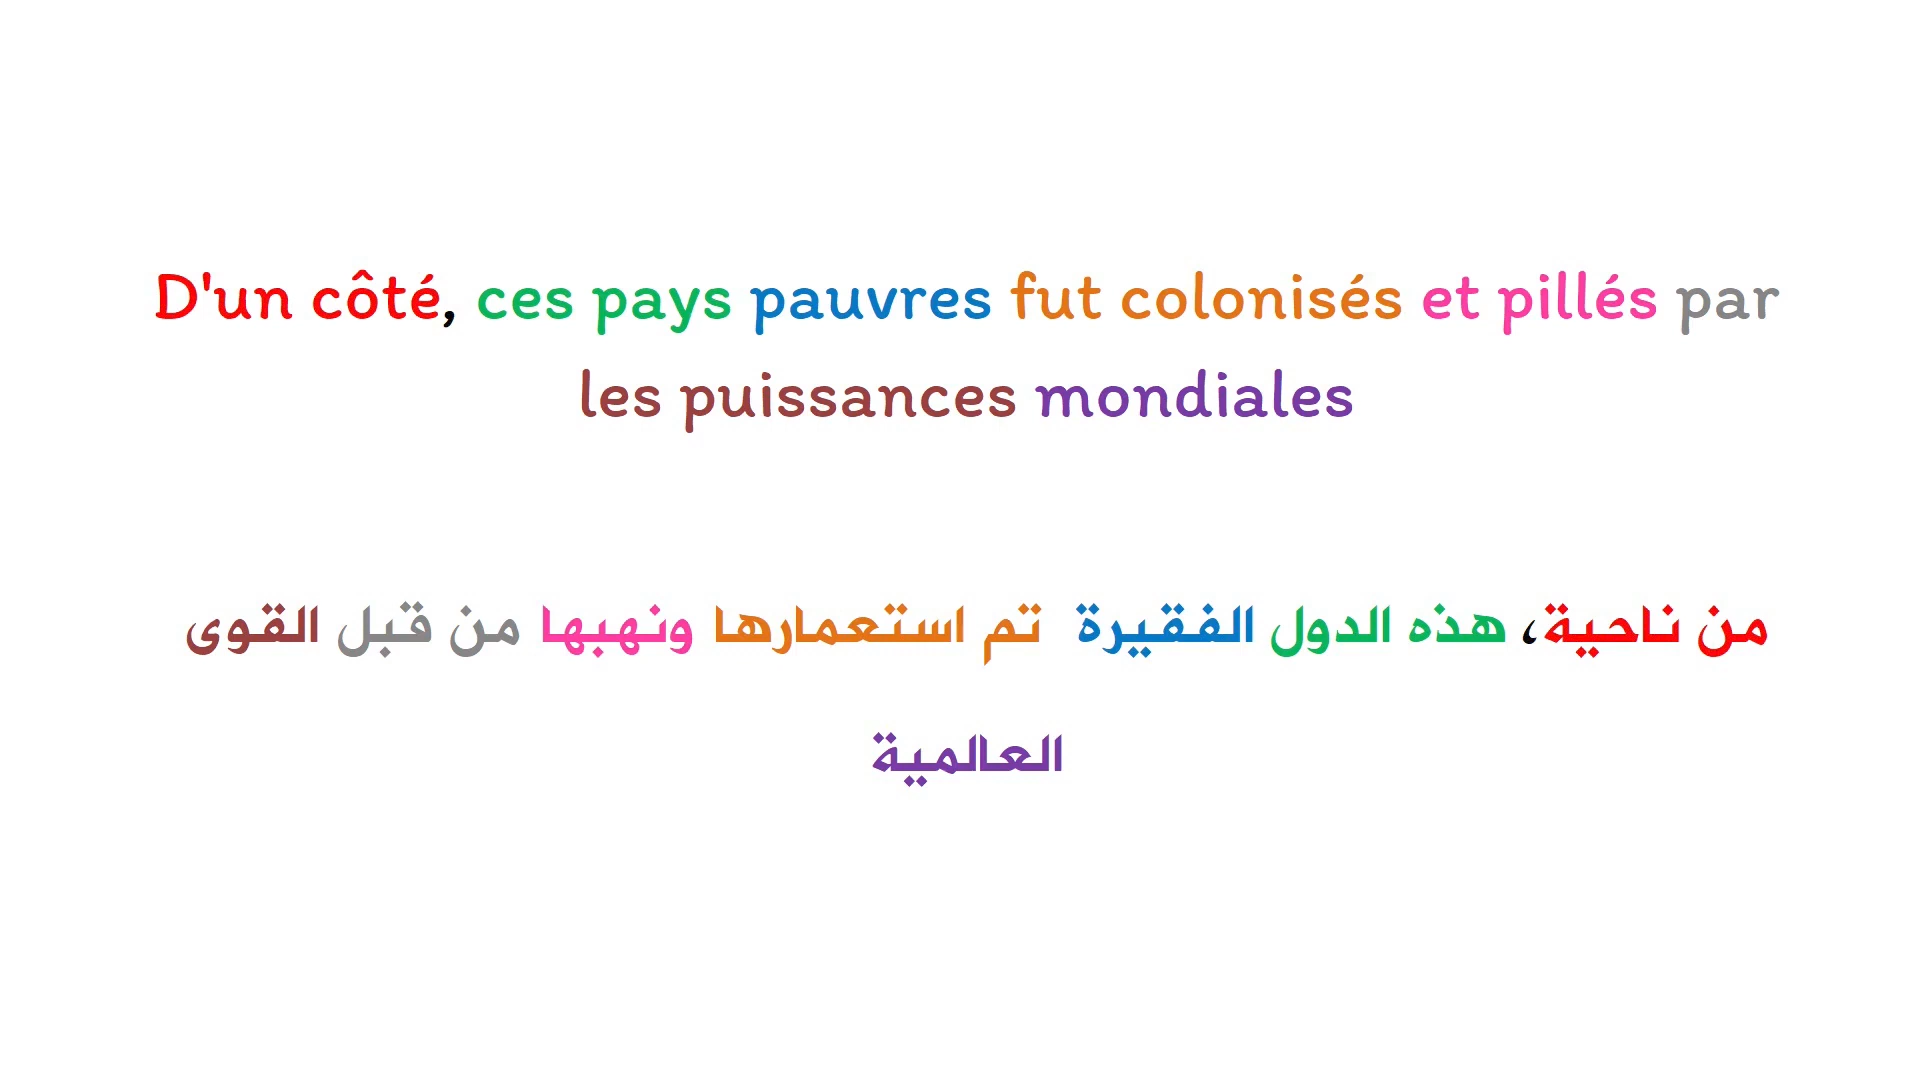 D'un côté, ces pays pauvres fut colonisés et pillés par
les puissances mondiales
من ناحية، هذه الدول الفقيرة تم استعمارها ونهبها من قبل القوى
العالمية